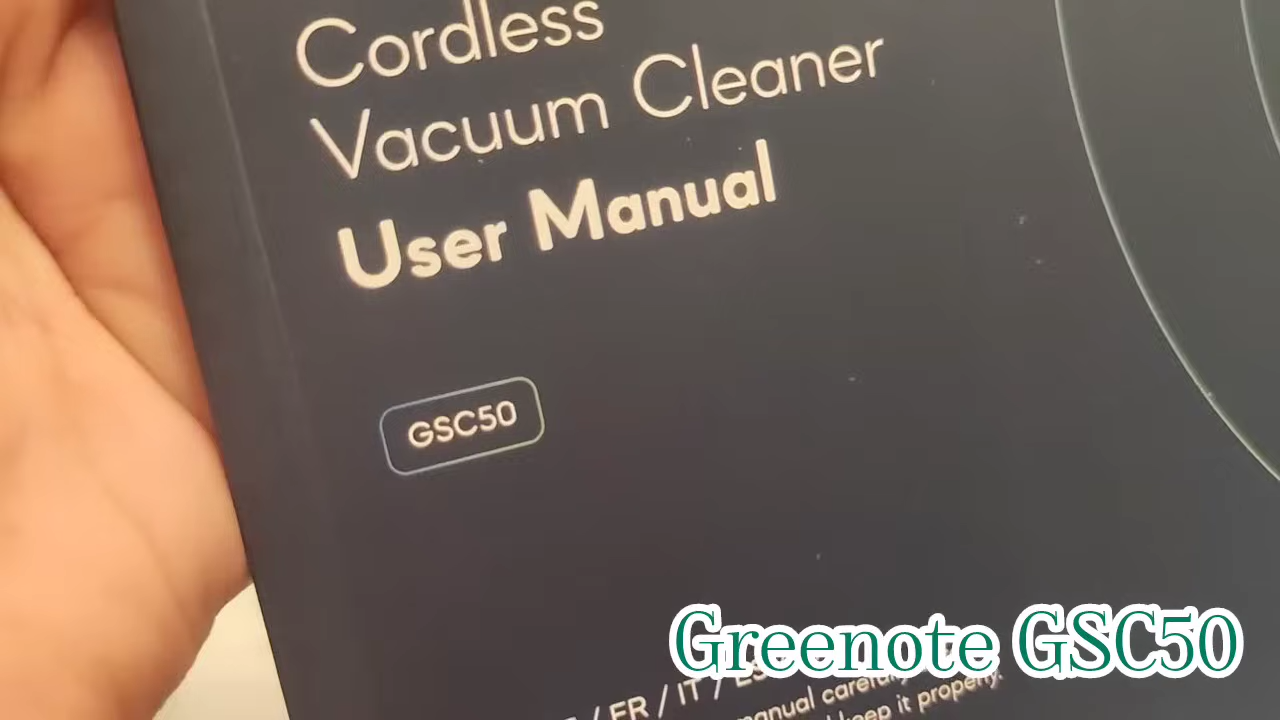 Cordless
Vacuum Cleaner
User Manual
GSC50
/ FR / IT /
manual carefully
keep it properly.
Greenote GSC50